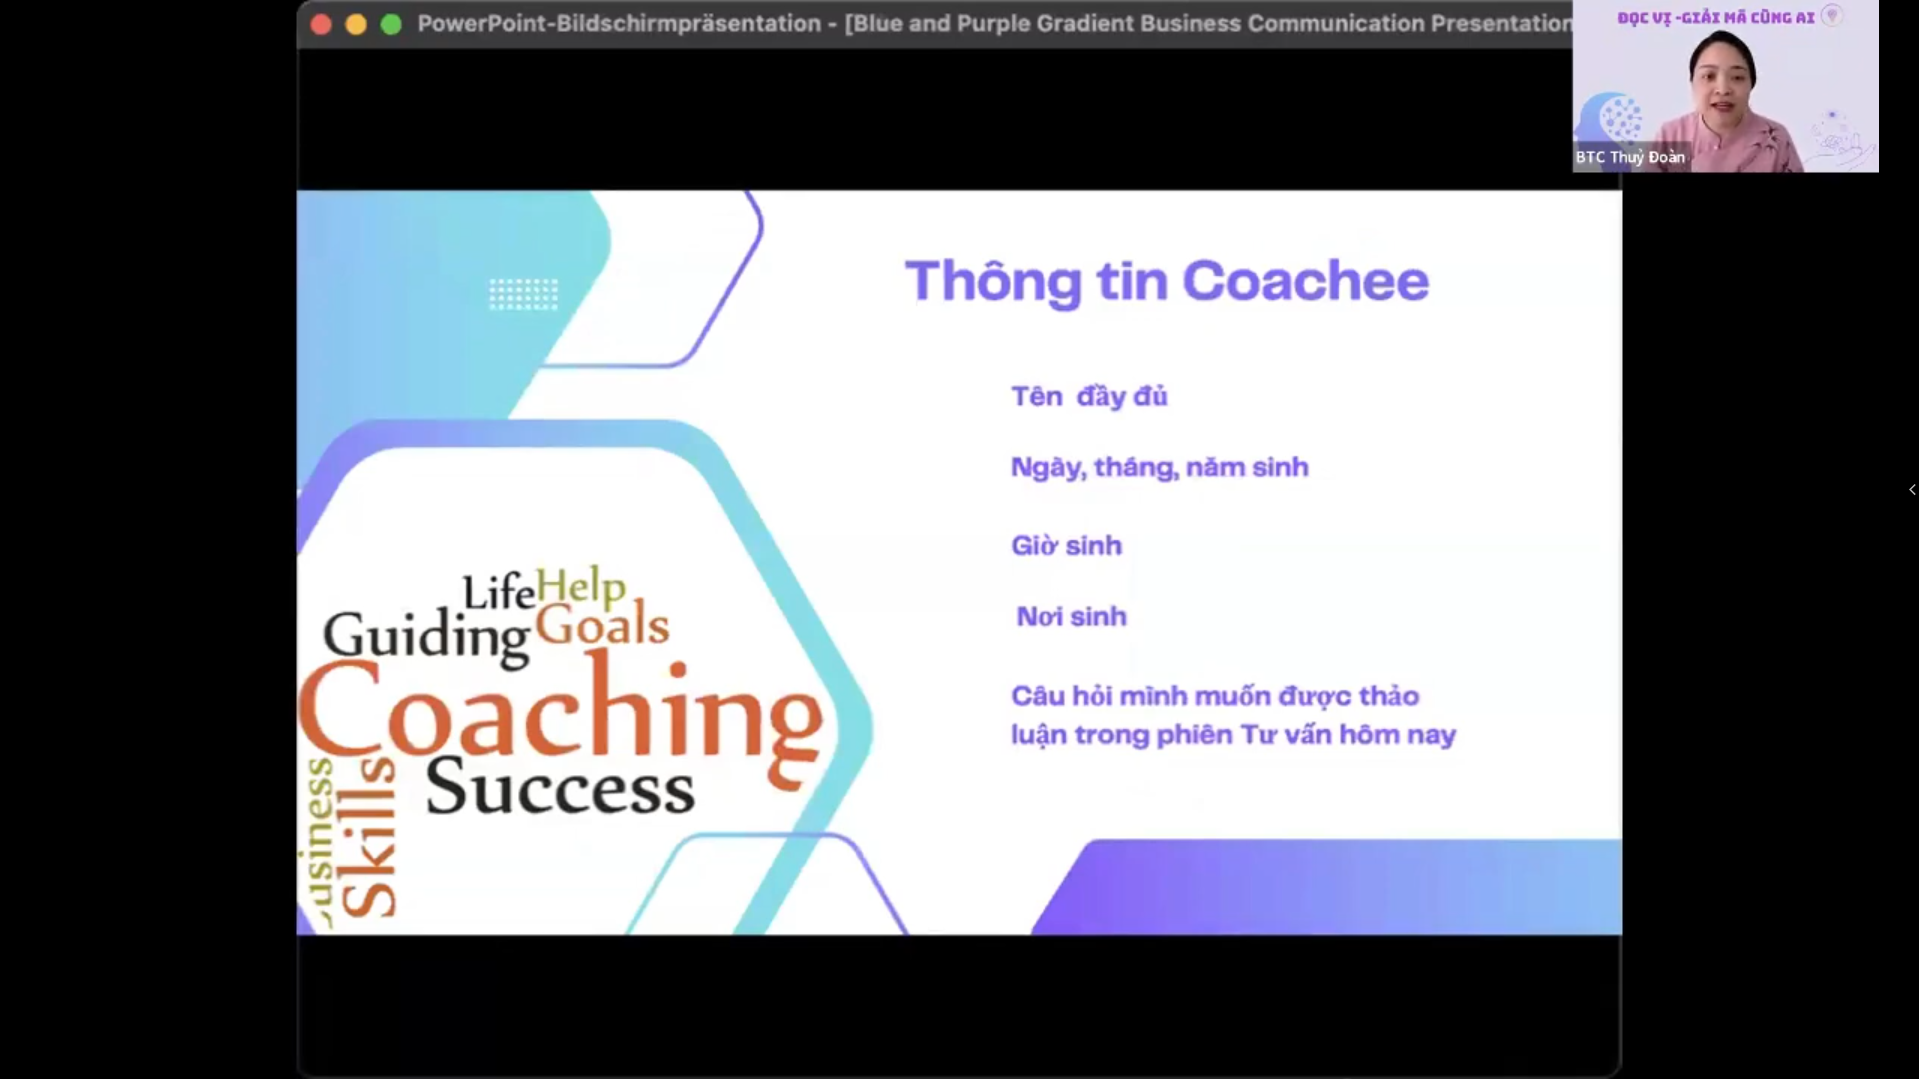 PowerPoint-Bildschirmpräsentation - [Blue and Purple Gradient Business Communication Presentation
ĐỌC VỊ -GIẢI MÃ CÙNG AI
BTC Thuỷ Đoàn
Thông tin Coachee
Tên đầy đủ
Ngày, tháng, năm sinh
Giờ sinh
Nơi sinh
Câu hỏi mình muốn được thảo
luận trong phiên Tư vấn hôm nay
Life Help
Guiding Goals
Coaching
Success
Skills